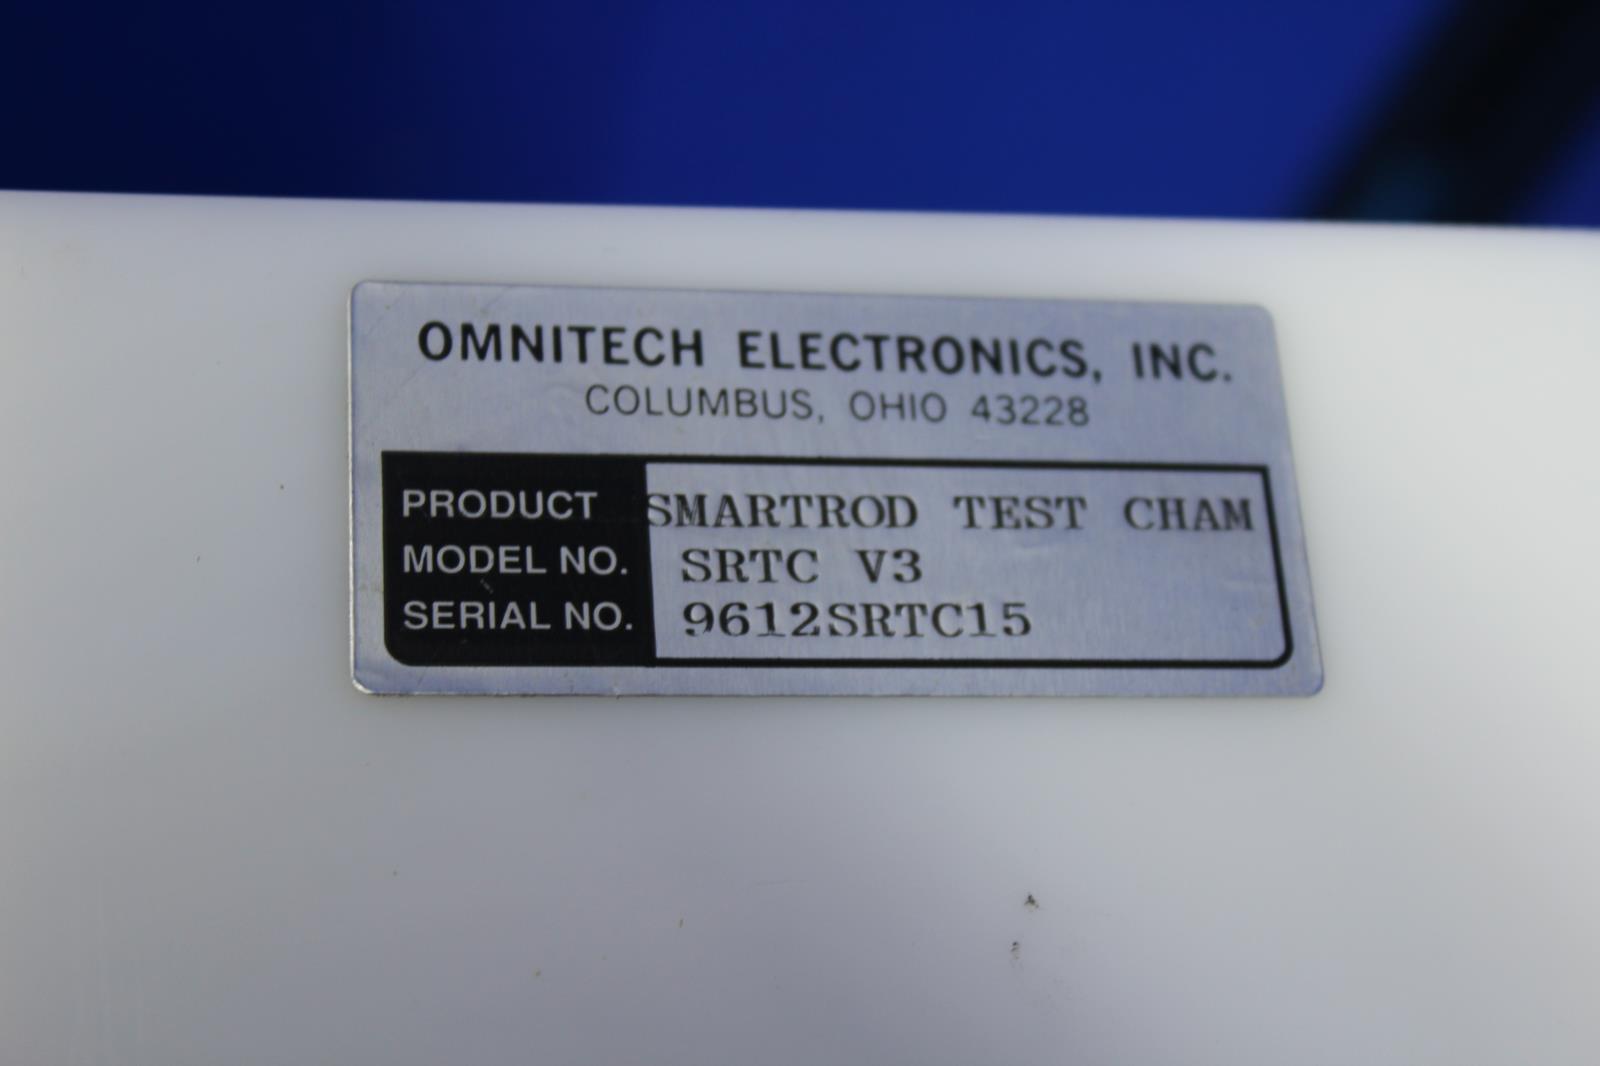 OMNITECH ELECTRONICS, INC.
COLUMBUS, OHIO 43228
PRODUCT SMARTROD TEST CHAM
MODEL NO. SRTC V3
SERIAL NO. 9612SRTC15